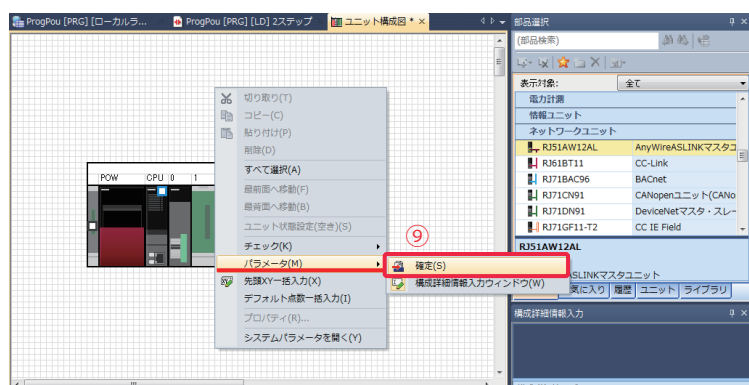 ProgPou [PRG] [ローカルラ...
ProgPou [PRG] [LD] 2ステップ
ユニット構成図 *
部品選択
(部品検索)
表示対象:
全て
電力計測
情報ユニット
ネットワークユニット
RJ51AW12AL AnyWireASLINKマスタユ
RJ61BT11 CC-Link
RJ71BAC96 BACnet
RJ71CN91 CANopenユニット(CANo
RJ71DN91 DeviceNetマスタ・スレー
RJ71GF11-T2 CC IE Field
RJ51AW12AL
SLINKマスタユニット
気に入り
履歴
ユニット
ライブラリ
構成詳細情報入力
POW
CPU
0
1
切り取り(T)
コピー(C)
貼り付け(P)
削除(D)
すべて選択(A)
最前面へ移動(F)
最背面へ移動(B)
ユニット状態設定(空き)(S)
チェック(K)
パラメータ(M)
先頭XY一括入力(X)
デフォルト点数一括入力(I)
プロパティ(R)...
システムパラメータを開く(Y)
⑨
確定(S)
構成詳細情報入力ウィンドウ(W)